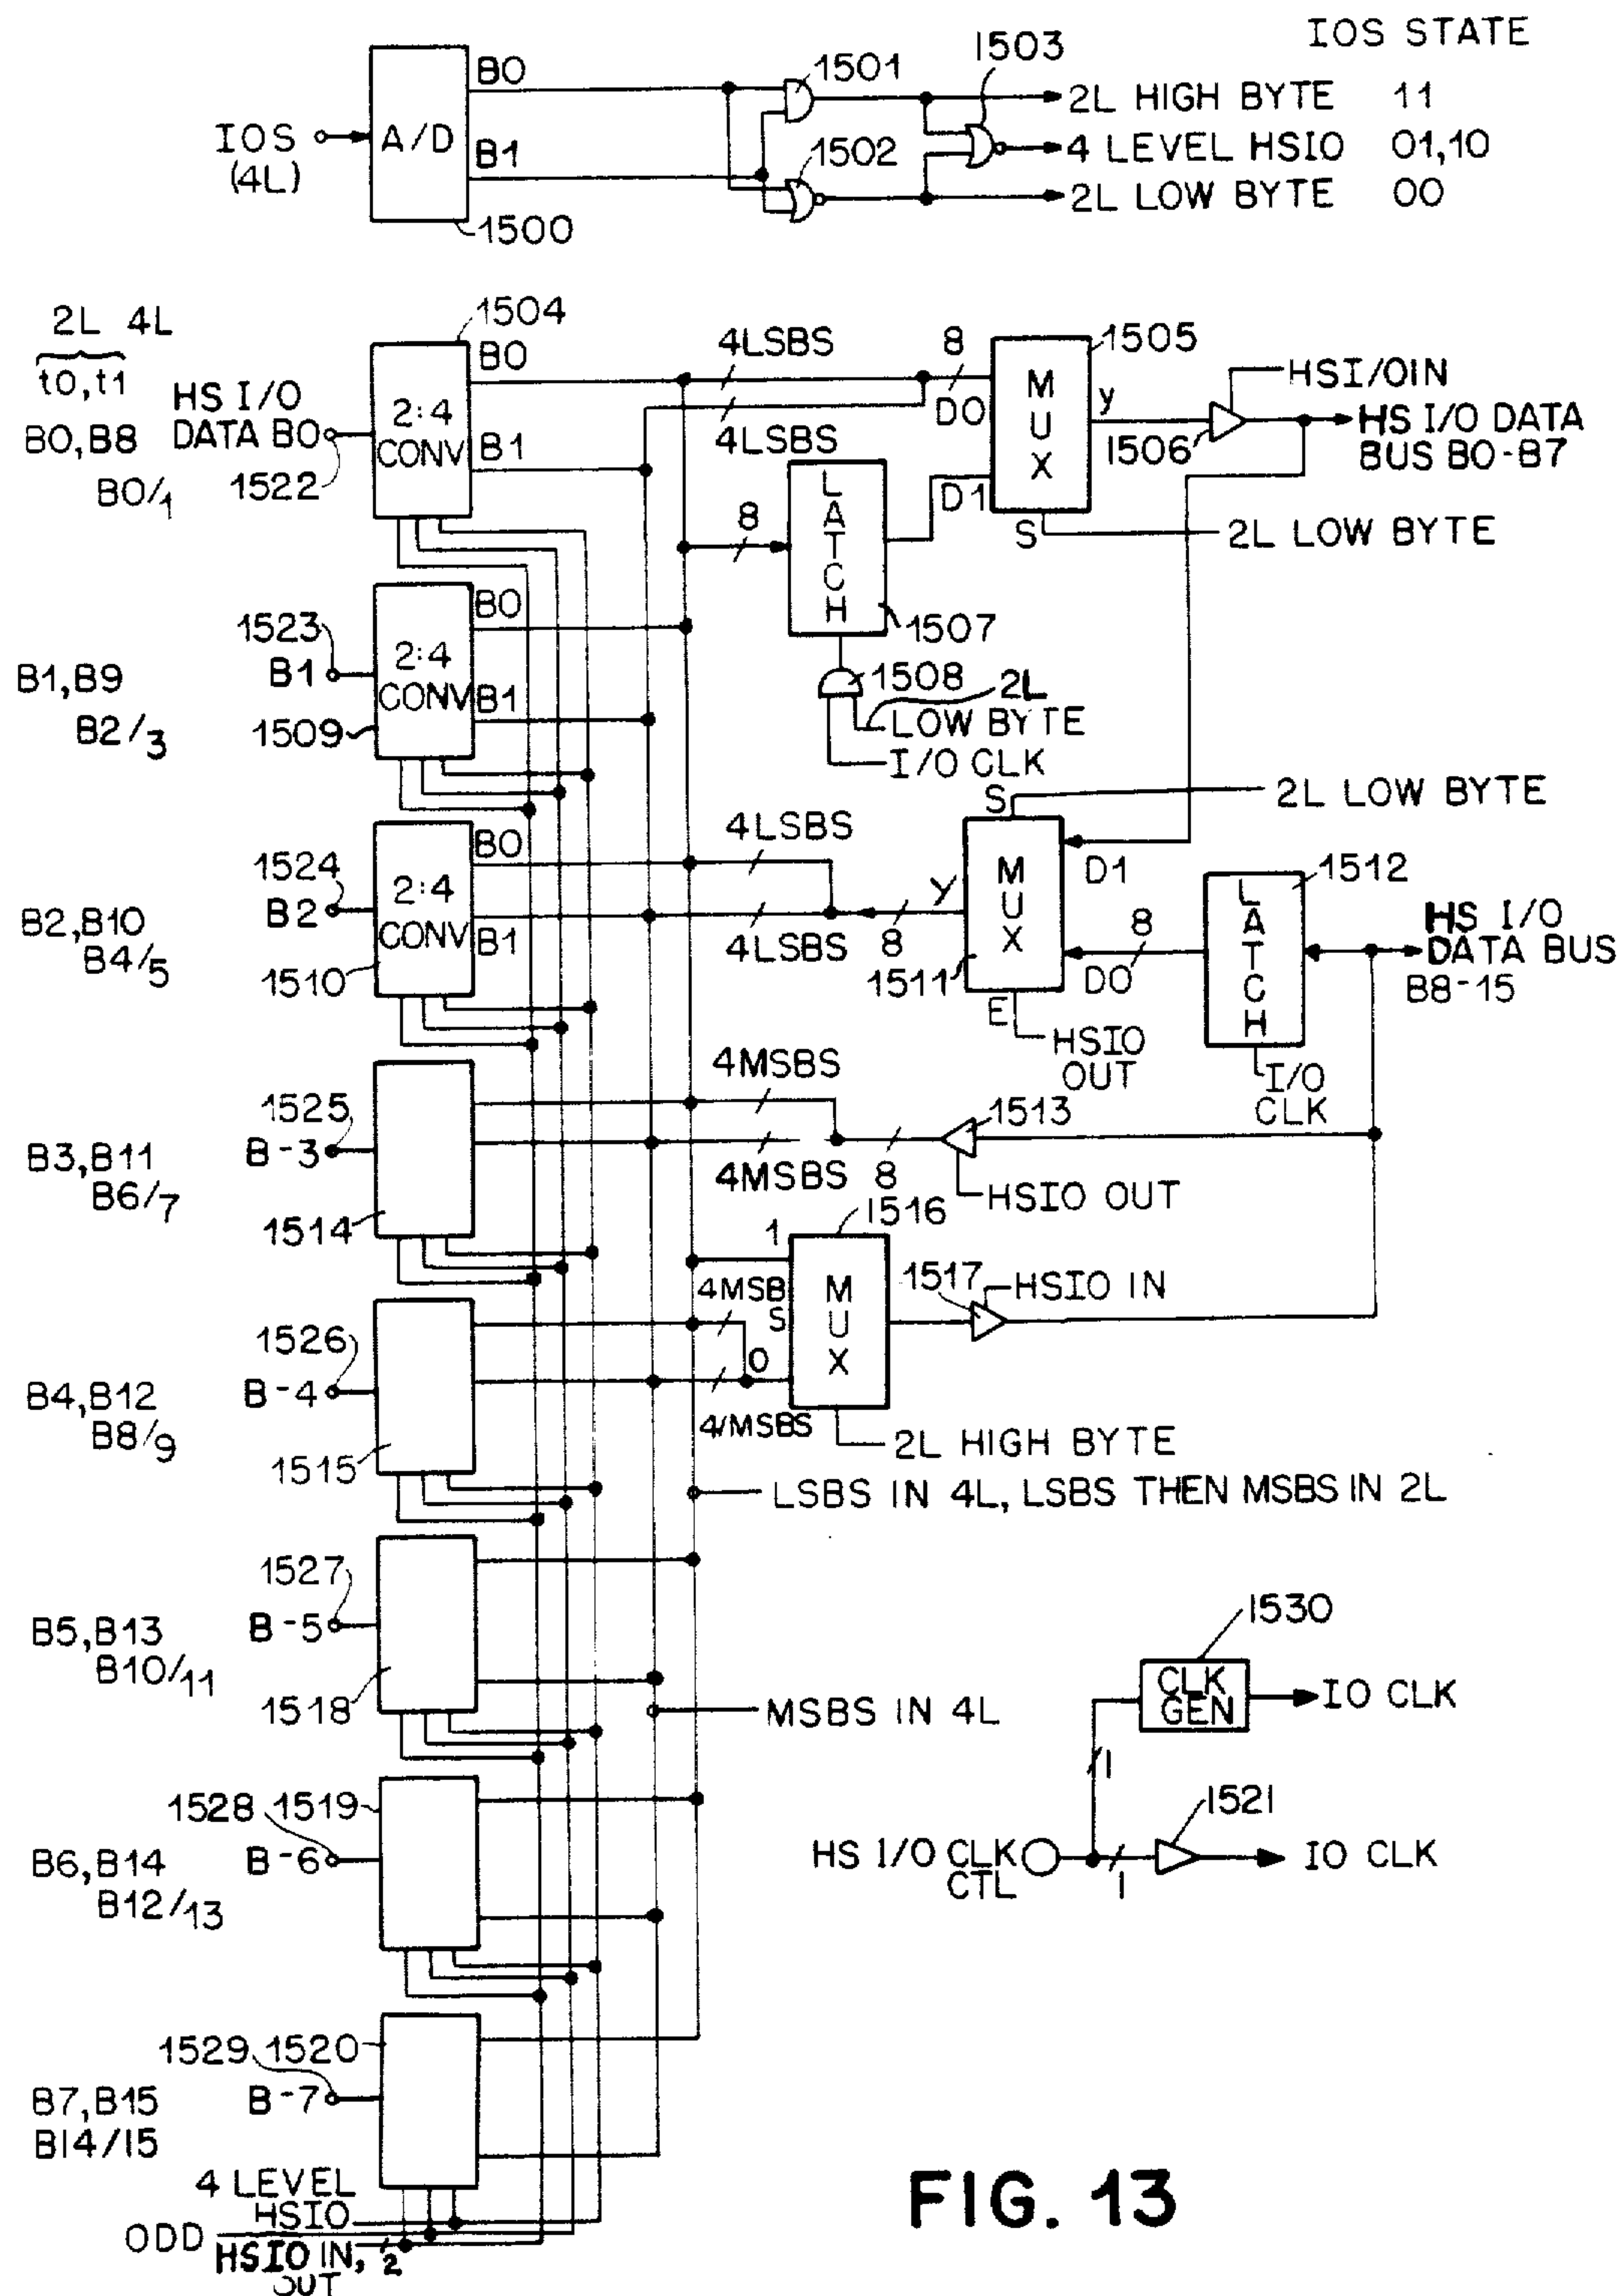 IOS STATE
1501
1503
B0
2L HIGH BYTE 11
IOS
(4L)
A/D
4 LEVEL HSIO 01,10
B1
1502
2L LOW BYTE 00
1500
2L 4L
t0,t1
1504
B0
4LSBS
8
1505
HS I/O
DATA B0
2:4
CONV
D0
MUX
y
HSI/OIN
B0,B8
B0/1
1522
B1
4LSBS
1506
HS I/O DATA
BUS B0-B7
LATCH
D1
8
S
2L LOW BYTE
1523
B0
1507
B1
2:4
CONV
B1,B9
B2/3
B1
1508
2L
LOW BYTE
1509
I/O CLK
S
2L LOW BYTE
B0
4LSBS
1524
B2
2:4
CONV
MUX
D1
y
1512
LATCH
B2,B10
B4/5
B1
4LSBS
8
8
HS I/O
DATA BUS
B8-15
1510
1511
D0
E
HSIO
OUT
I/O
CLK
4MSBS
1525
B-3
1513
B3,B11
B6/7
4MSBS
8
HSIO OUT
1514
1516
1
1517
HSIO IN
4MSB
S
MUX
1526
B-4
0
B4,B12
B8/9
4/MSBS
2L HIGH BYTE
1515
LSBS IN 4L, LSBS THEN MSBS IN 2L
1527
B-5
1530
B5,B13
B10/11
CLK
GEN
IO CLK
1518
MSBS IN 4L
1
1528 1519
1521
B-6
HS I/O CLK
CTL
IO CLK
1
B6,B14
B12/13
1529 1520
B-7
B7,B15
B14/15
4 LEVEL
HSIO
ODD
HSIO IN, 2
OUT
FIG. 13